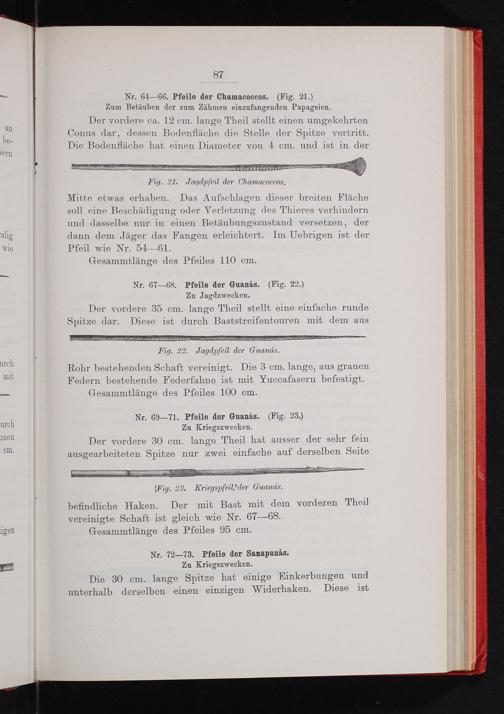 87
Nr. 64—66. Pfeile der Chamacoccos. (Fig. 21.)
Zum Betäuben der zum Zähmen einzufangenden Papageien.
Der vordere ca. 12 cm. lange Theil stellt einen umgekehrten
Conus dar, dessen Bodenfläche die Stelle der Spitze vertritt.
Die Bodenfläche hat einen Diameter von 4 cm. und ist in der
Fig. 21. Jagdpfeil der Chamacoccos.
Mitte etwas erhaben. Das Aufschlagen dieser breiten Fläche
soll eine Beschädigung oder Verletzung des Thieres verhindern
und dasselbe nur in einen Betäubungszustand versetzen, der
dann dem Jäger das Fangen erleichtert. Im Uebrigen ist der
Pfeil wie Nr. 54—61.
Gesammtlänge des Pfeiles 110 cm.
Nr. 67—68. Pfeile der Guanás. (Fig. 22.)
Zu Jagdzwecken.
Der vordere 35 cm. lange Theil stellt eine einfache runde
Spitze dar. Diese ist durch Baststreifentouren mit dem aus
Fig. 22. Jagdpfeil der Guanás.
Rohr bestehenden Schaft vereinigt. Die 3 cm. lange, aus grauen
Federn bestehende Federfahne ist mit Yuccafasern befestigt.
Gesammtlänge des Pfeiles 100 cm.
Nr. 69—71. Pfeile der Guanás. (Fig. 23.)
Zu Kriegszwecken.
Der vordere 30 cm. lange Theil hat ausser der sehr fein
ausgearbeiteten Spitze nur zwei einfache auf derselben Seite
Fig. 23. Kriegspfeil der Guanás.
befindliche Haken. Der mit Bast mit dem vorderen Theil
vereinigte Schaft ist gleich wie Nr. 67—68.
Gesammtlänge des Pfeiles 95 cm.
Nr. 72—73. Pfeile der Sanapanás.
Zu Kriegszwecken.
Die 30 cm. lange Spitze hat einige Einkerbungen und
unterhalb derselben einen einzigen Widerhaken. Diese ist
an
be-
wie
mit
cm.